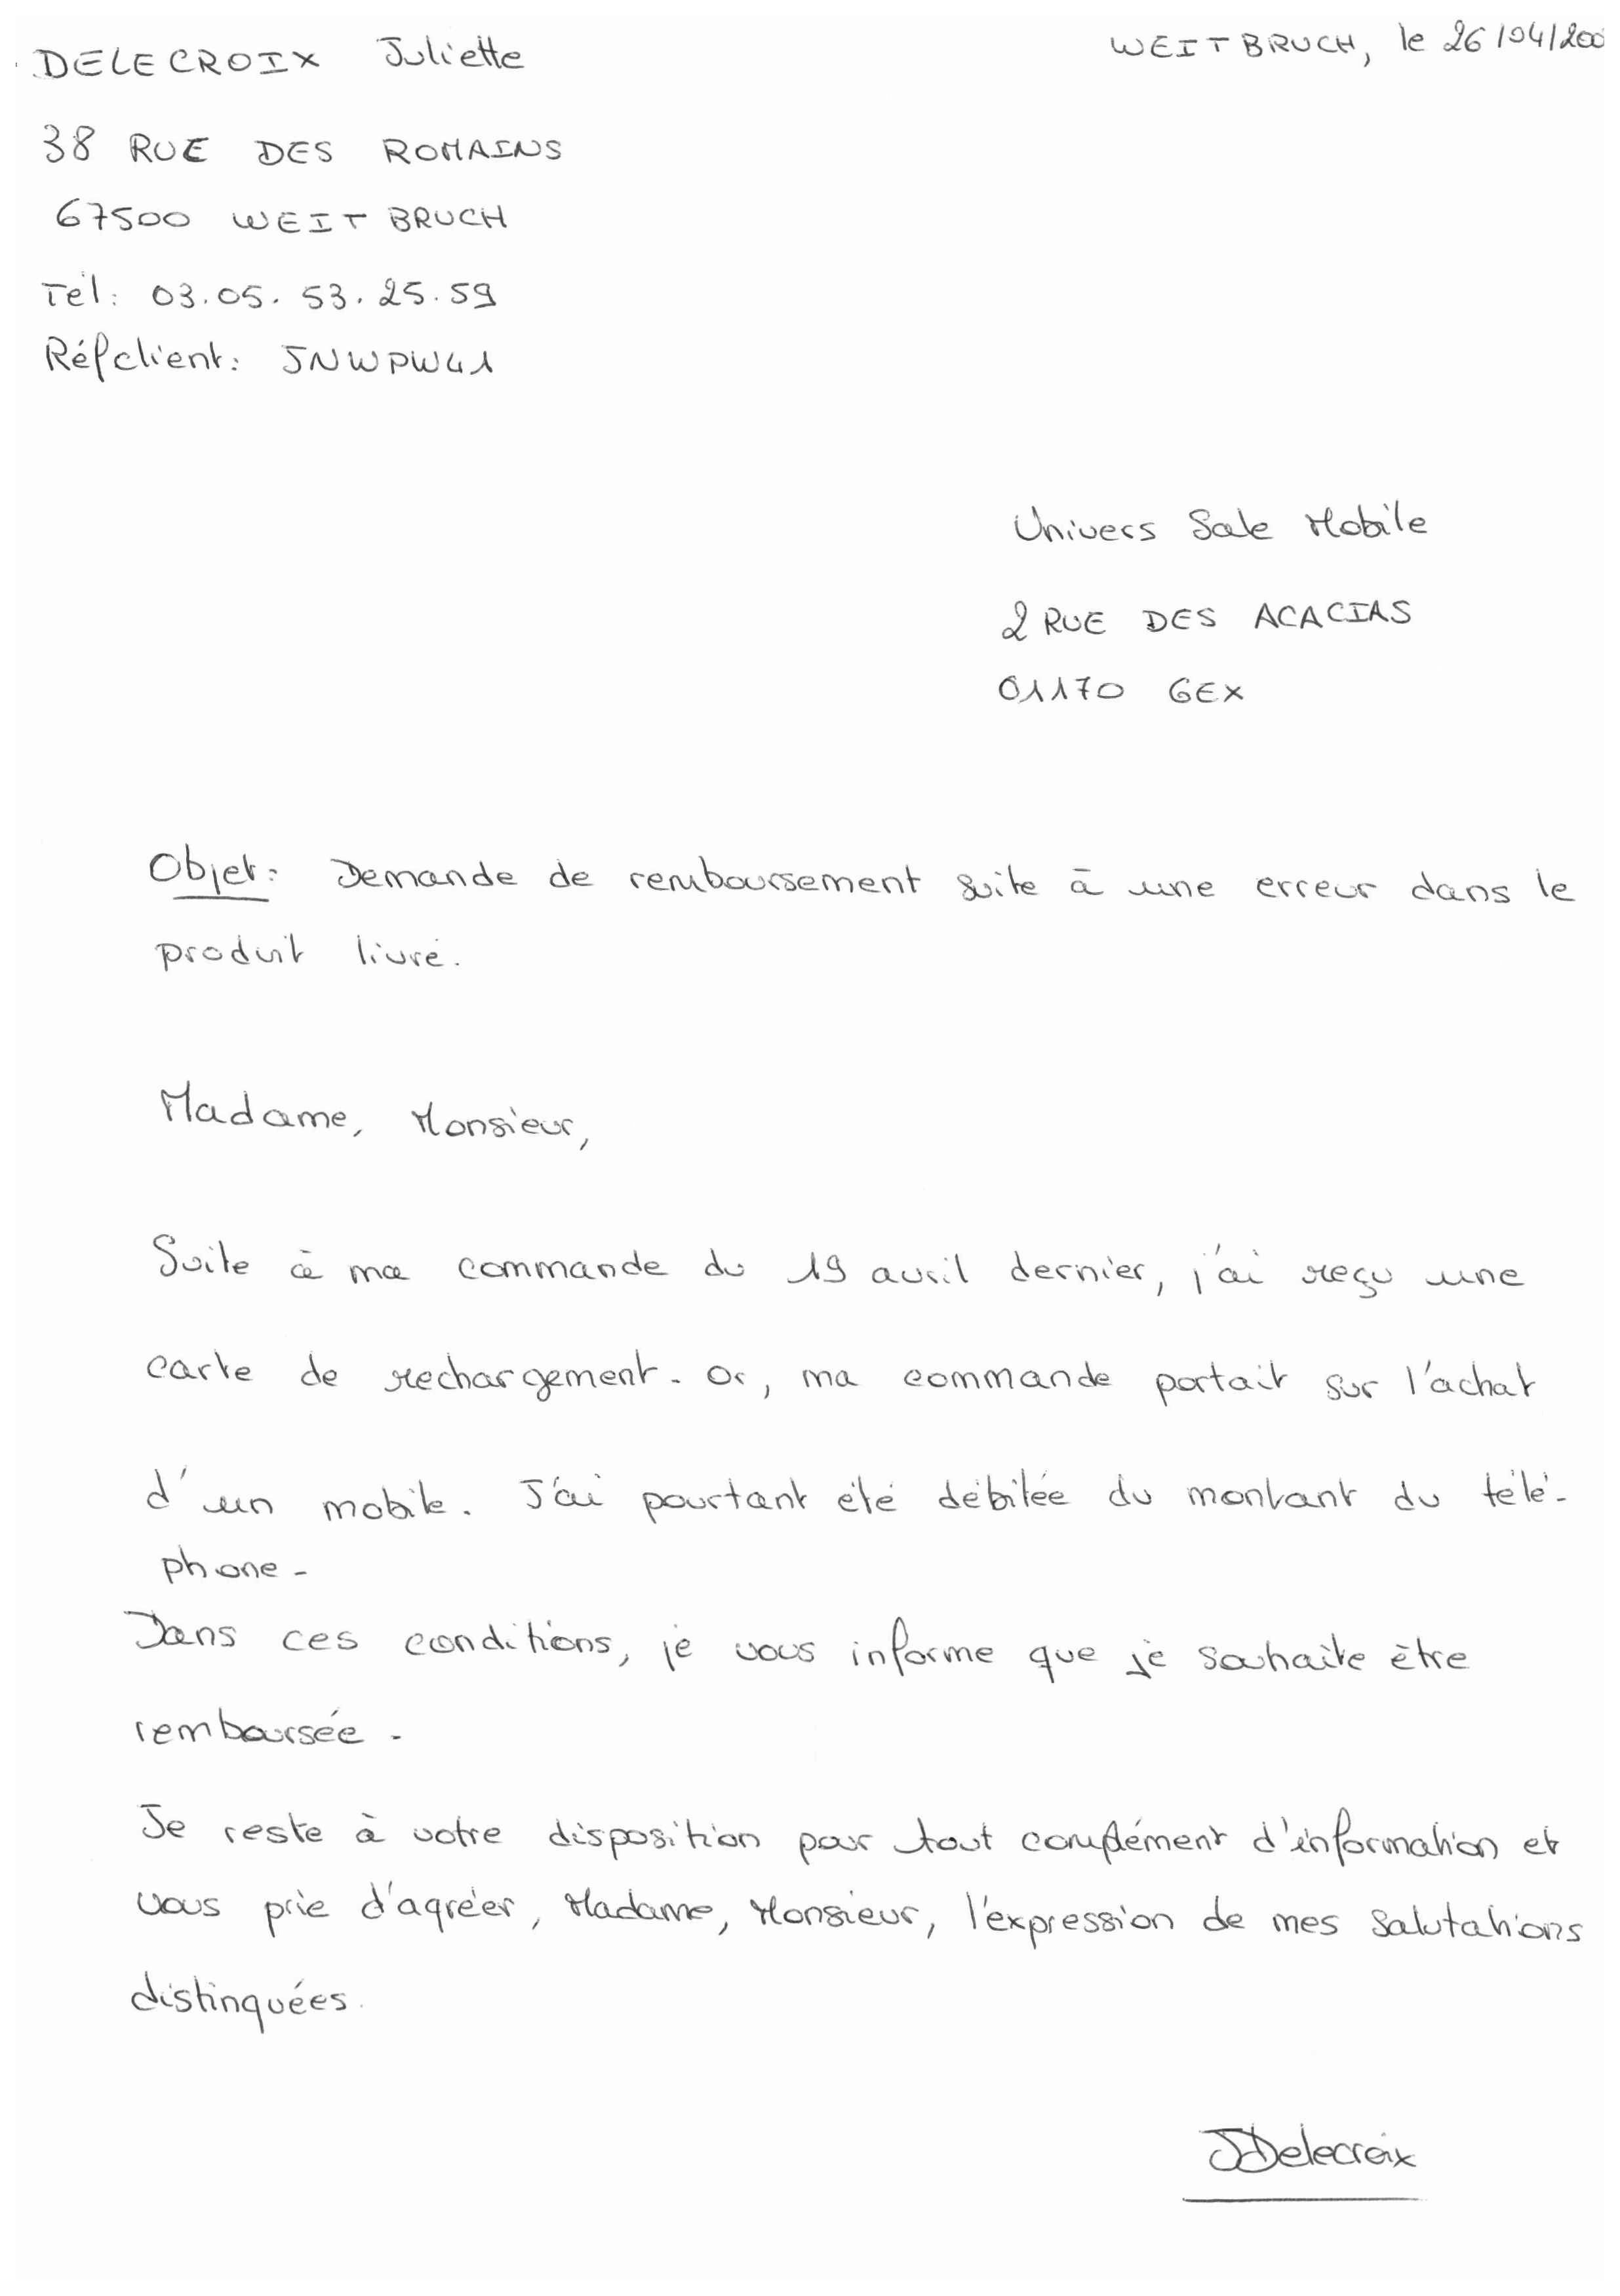 DELECROIX Juliette
WEITBRUCH, le 26/04/200
38 RUE DES ROMAINS
67500 WEITBRUCH
Tél: 03.05.53.25.59
Réf client: JNWPW41
Univers Sale Mobile
2 RUE DES ACACIAS
01170 GEX
Objet: Demande de remboursement suite à une erreur dans le
produit livré.
Madame, Monsieur,
Suite à ma commande du 19 avril dernier, j'ai reçu une
carte de rechargement. Or, ma commande portait sur l'achat
d'un mobile. J'ai pourtant été débitée du montant du télé-
phone.
Dans ces conditions, je vous informe que je souhaite être
remboursée.
Je reste à votre disposition pour tout complément d'information et
vous prie d'agréer, Madame, Monsieur, l'expression de mes salutations
distinguées.
JDelecroix